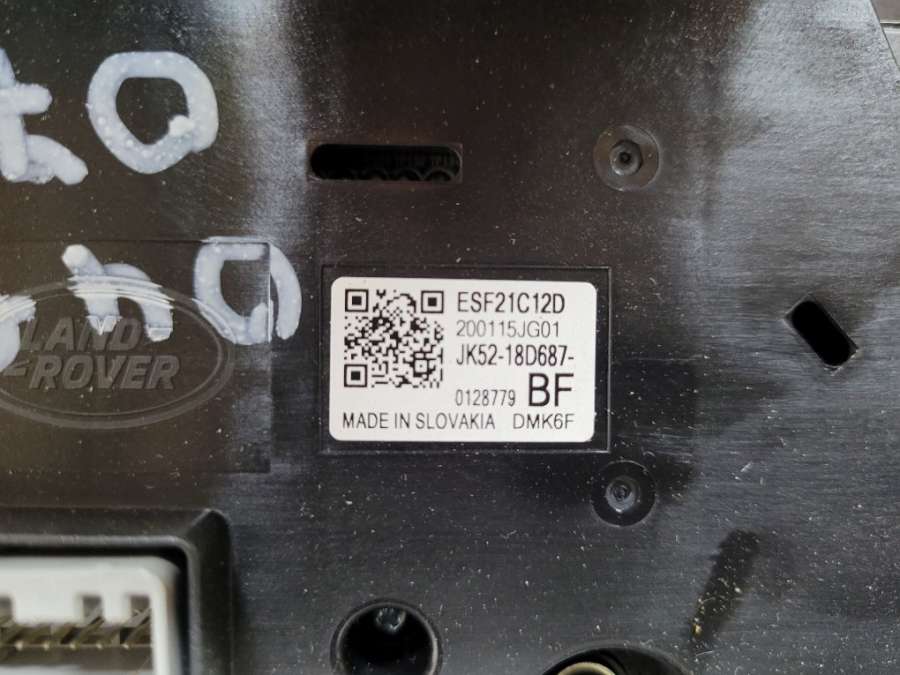 ESF21C12D
200115JG01
JK52-18D687-
0128779 BF
MADE IN SLOVAKIA DMK6F
LAND
ROVER